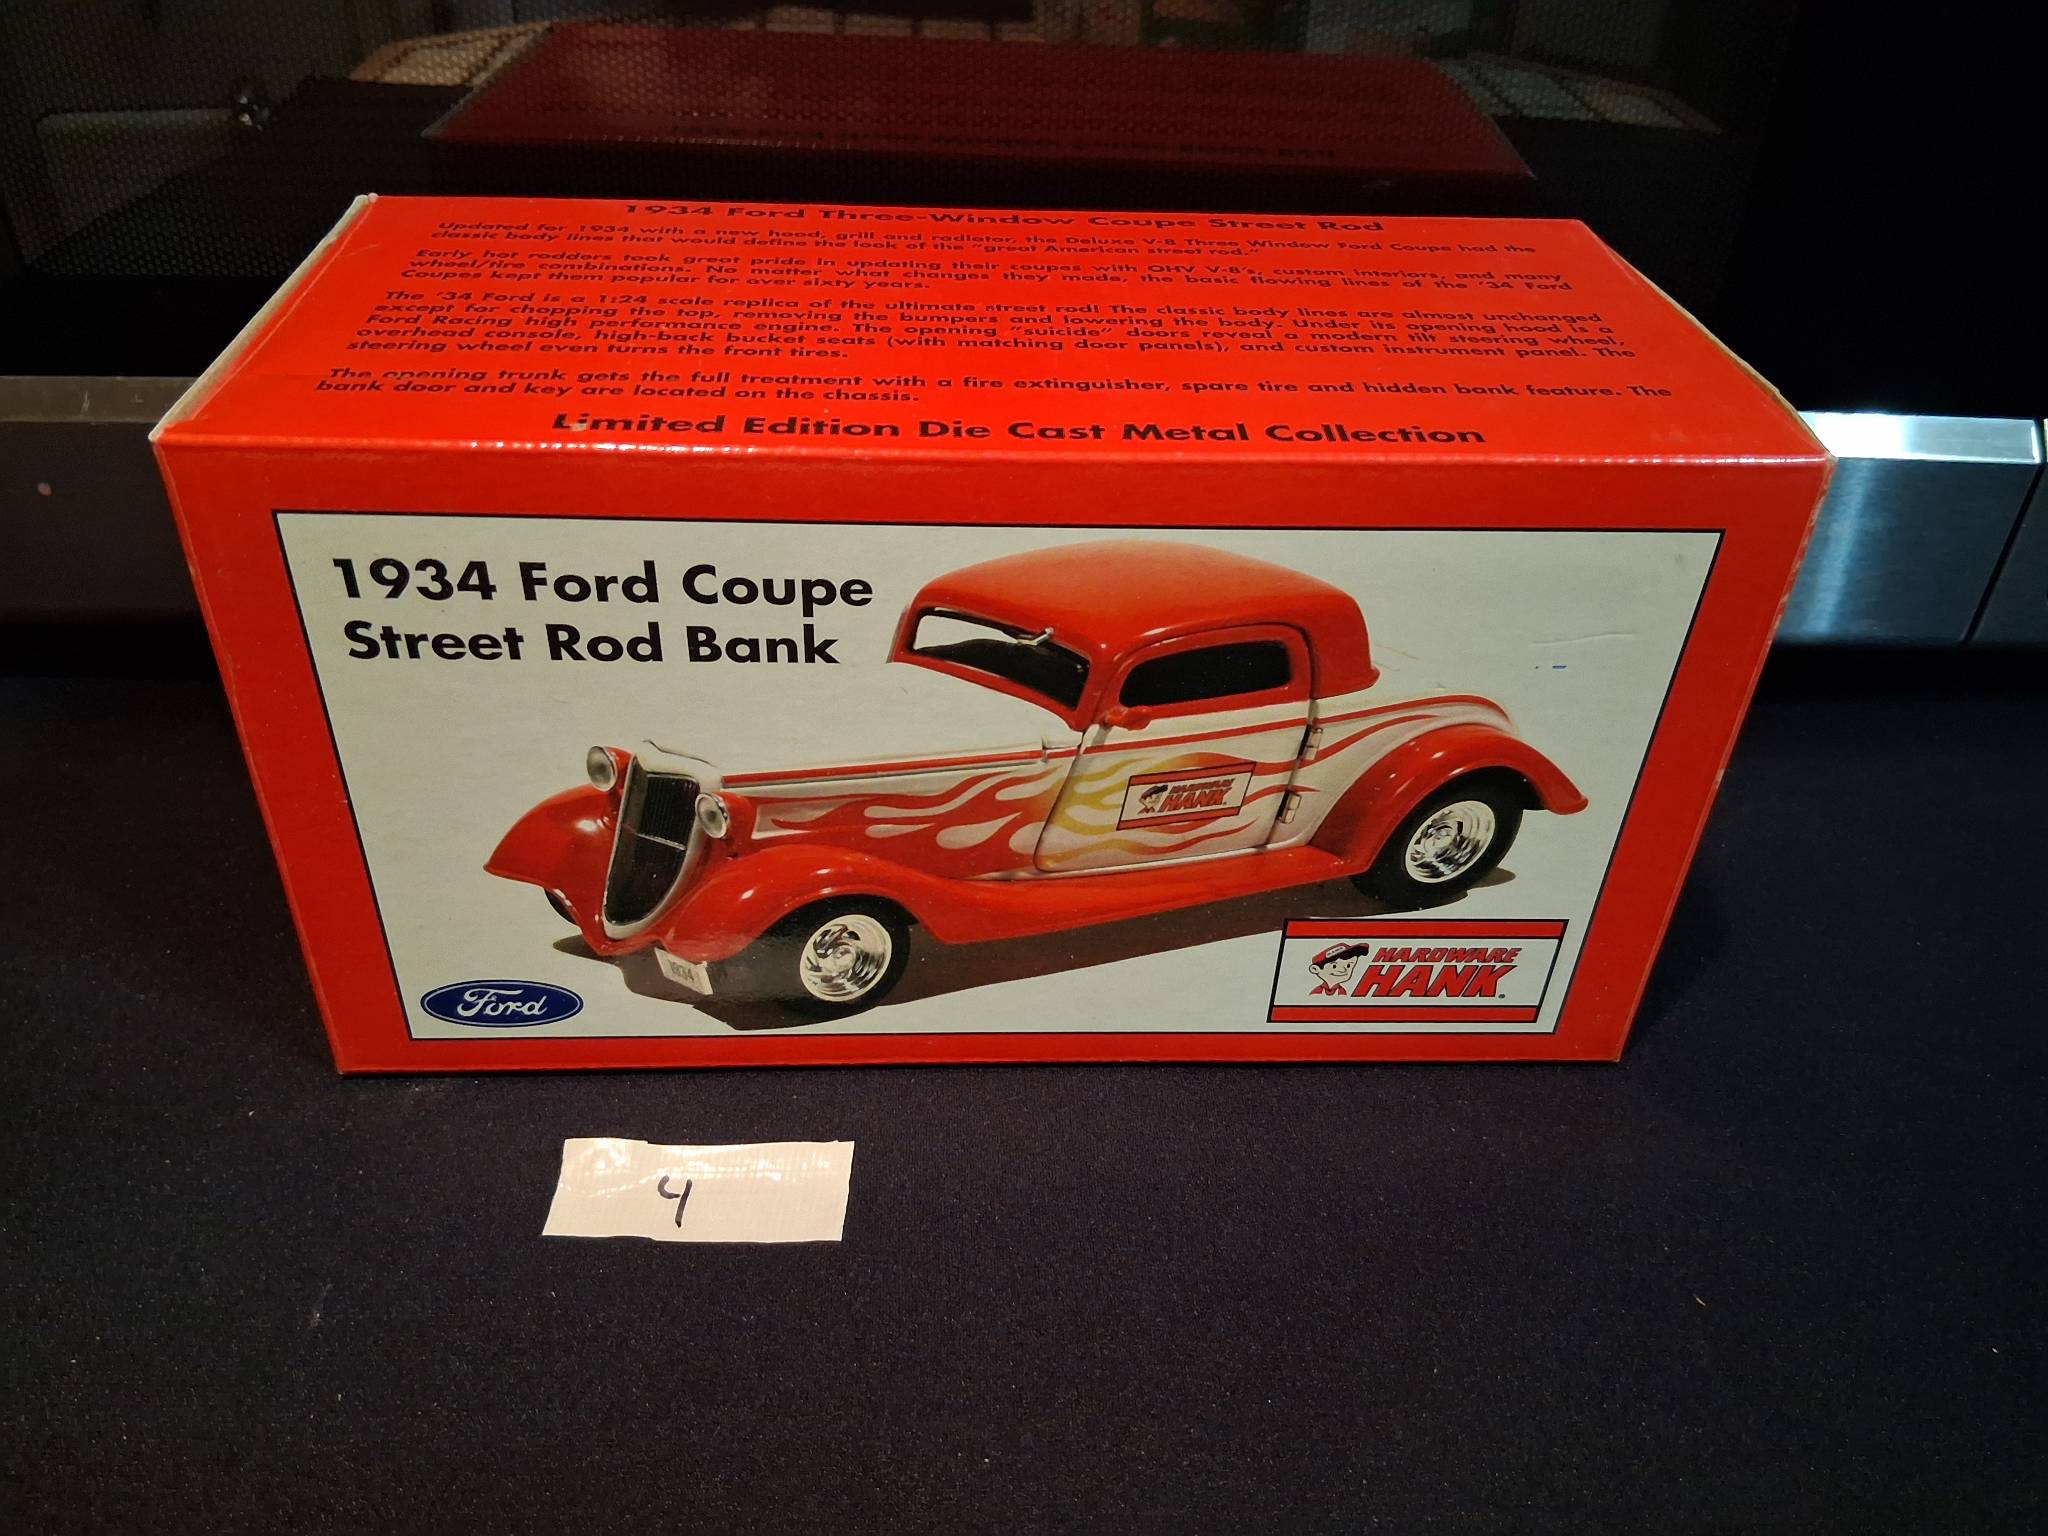 1934 Ford Three-Window Coupe Street Rod
Updated for 1934 with a new hood, grill and radiator, the Deluxe V-8 Three Window Ford Coupe had the
classic body lines that would define the look of the "great American street rod."
Early hot rodders took great pride in updating their coupes with OHV V-8's, custom interiors, and many
wheel/tire combinations. No matter what changes they made, the basic flowing lines of the '34 Ford
Coupes kept them popular for over sixty years.
The '34 Ford is a 1:24 scale replica of the ultimate street rod! The classic body lines are almost unchanged
except for chopping the top, removing the bumpers and lowering the body. Under its opening hood is a
Ford Racing high performance engine. The opening "suicide" doors reveal a modern tilt steering wheel,
overhead console, high-back bucket seats (with matching door panels), and custom instrument panel. The
steering wheel even turns the front tires.
The opening trunk gets the full treatment with a fire extinguisher, spare tire and hidden bank feature. The
bank door and key are located on the chassis.
Limited Edition Die Cast Metal Collection
1934 Ford Coupe
Street Rod Bank
HARDWARE
HANK
1934
Ford
HARDWARE
HANK
4